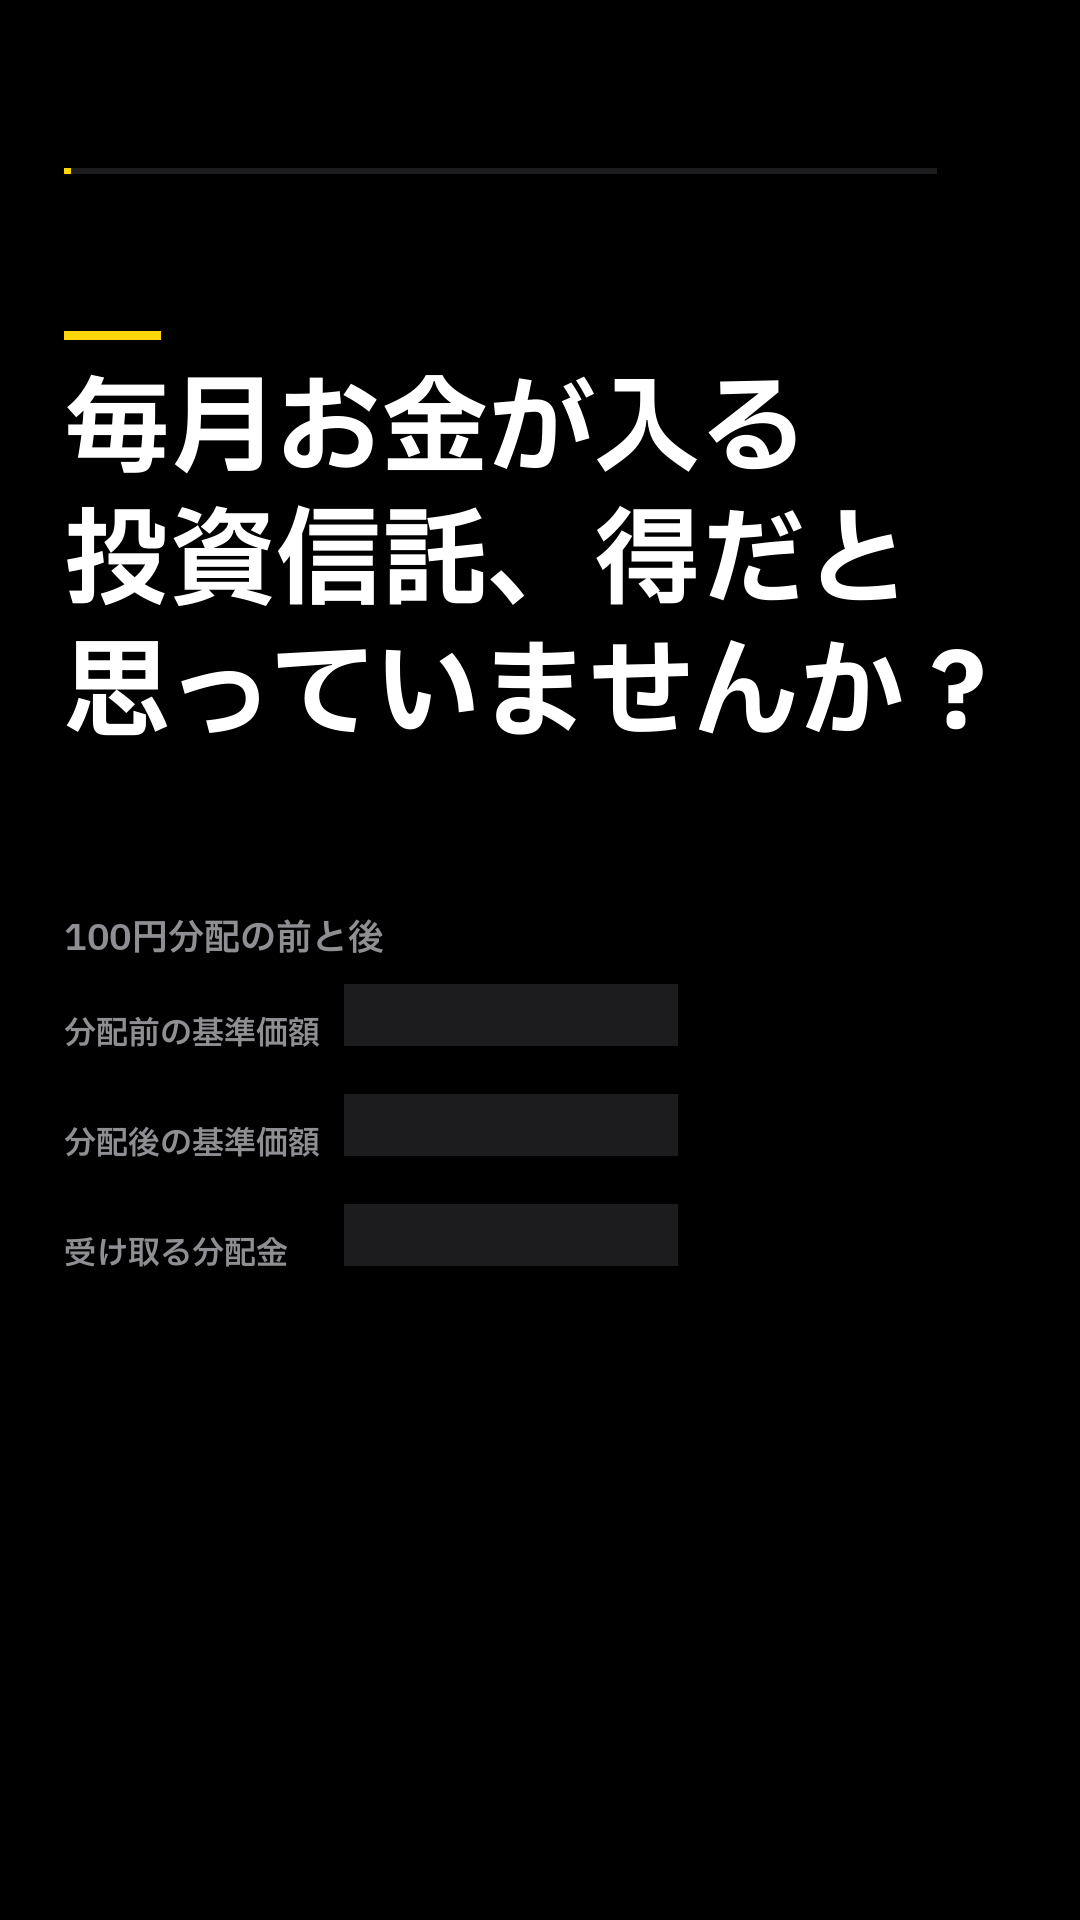 毎月お金が入る
投資信託、得だと
思っていませんか？
100円分配の前と後
分配前の基準価額
分配後の基準価額
受け取る分配金